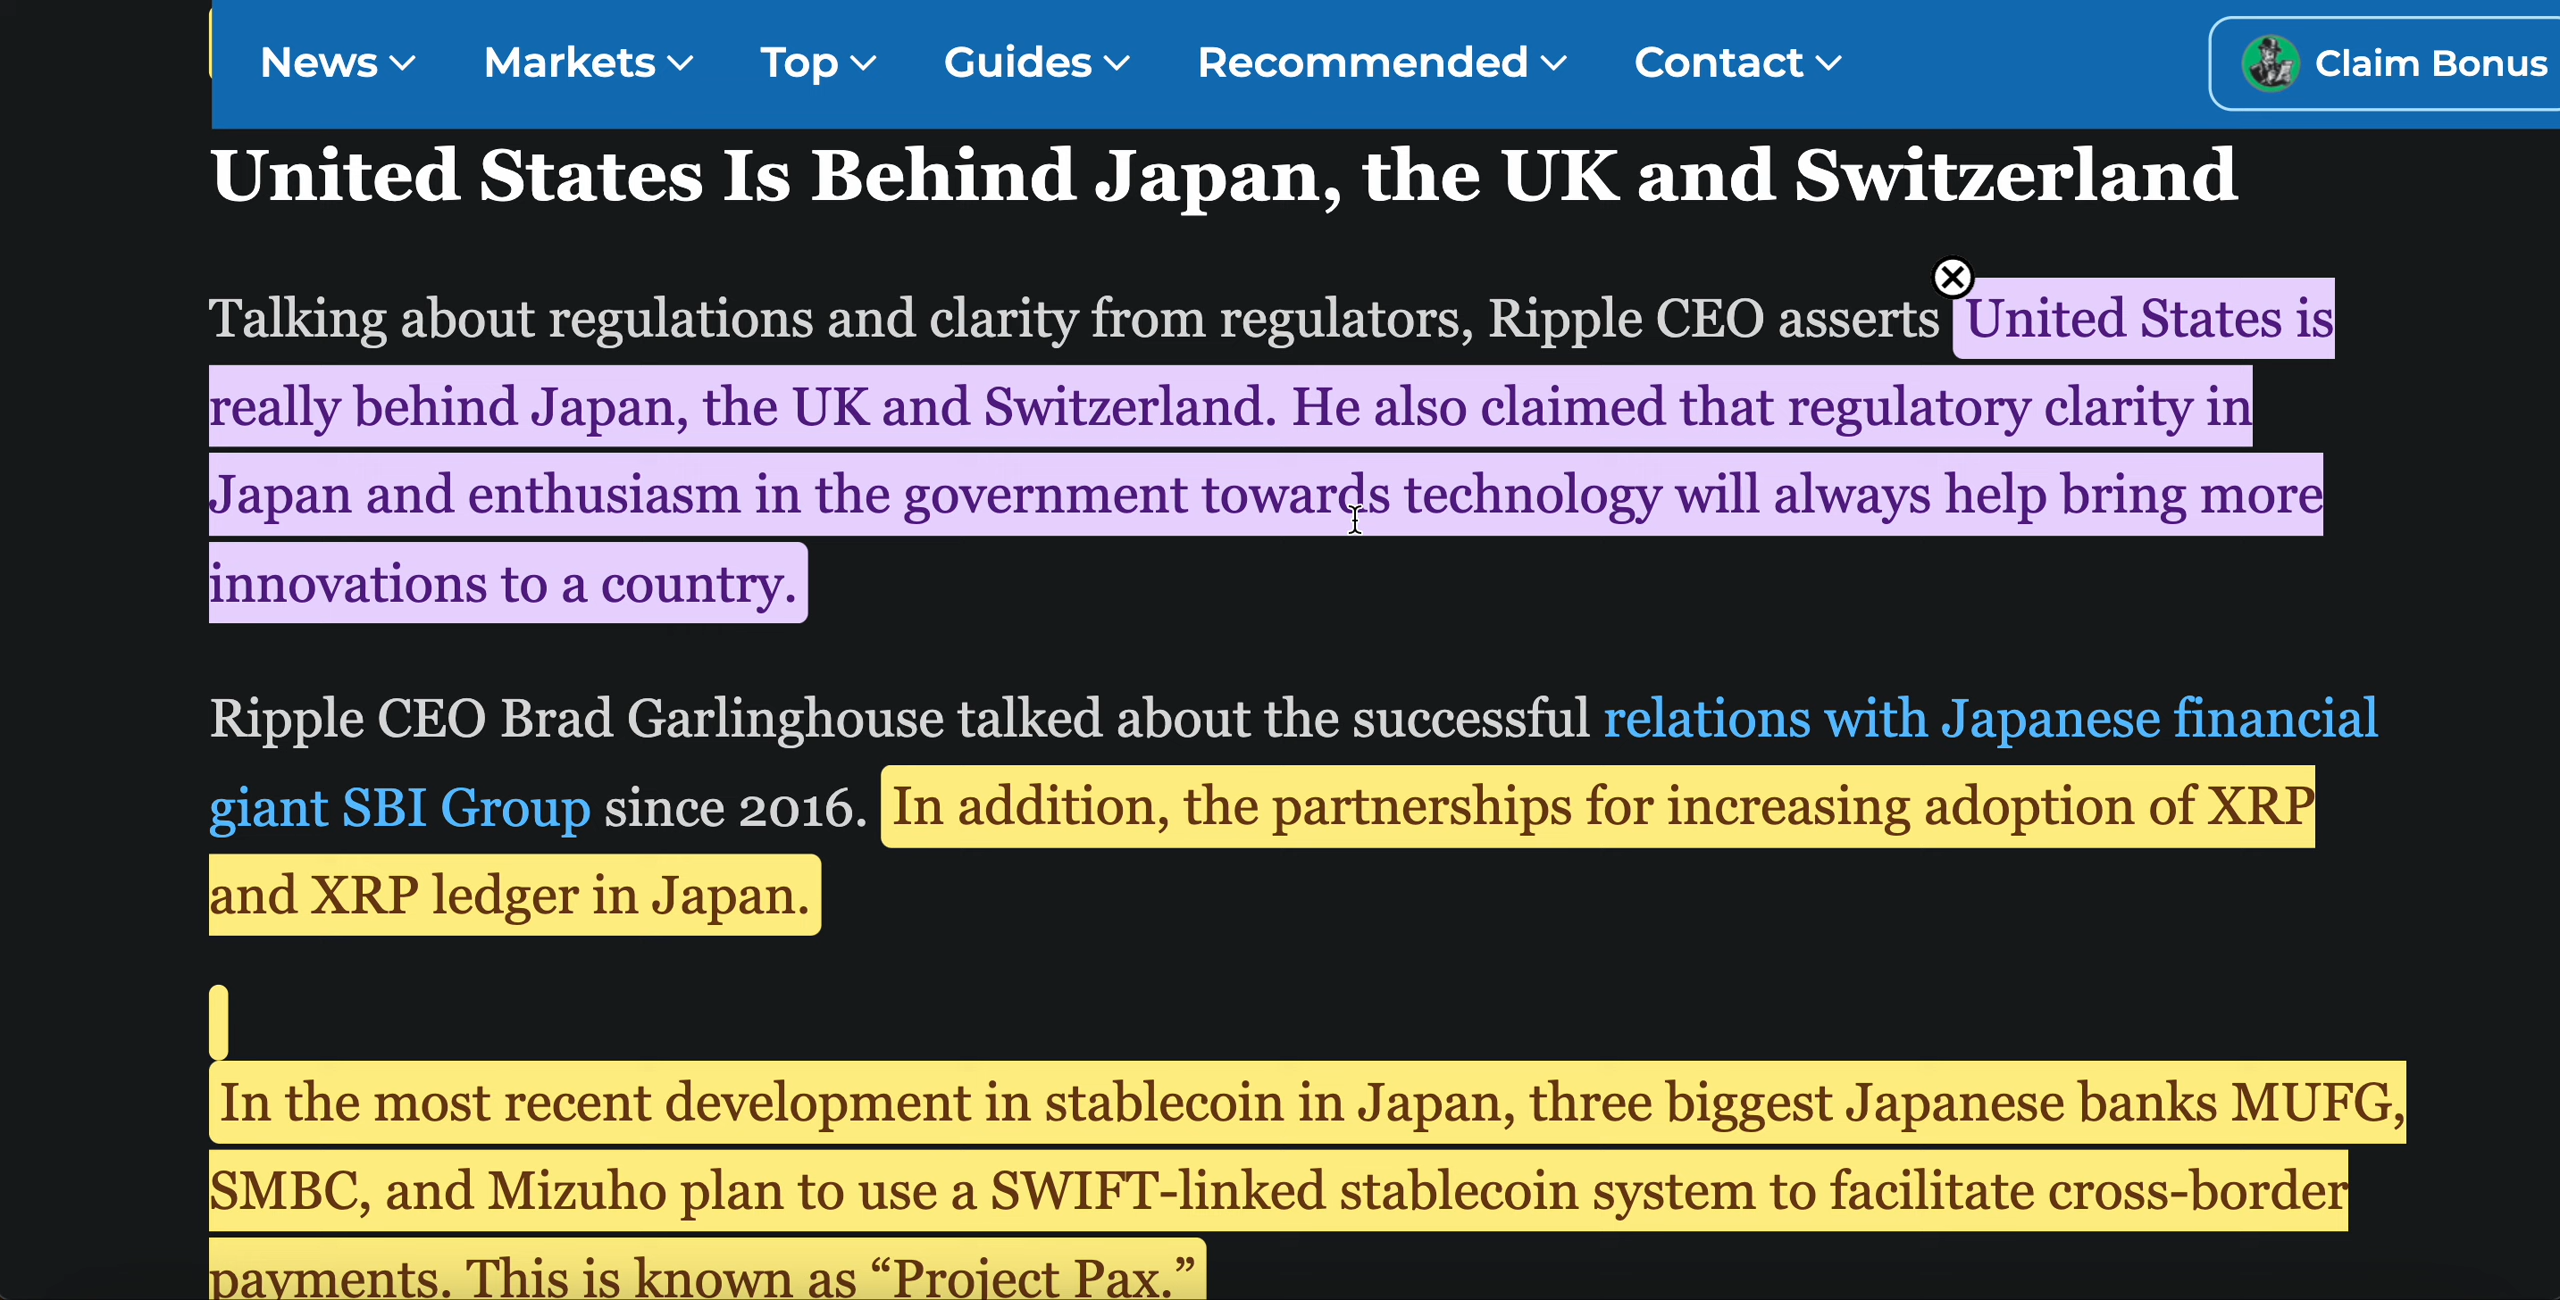 News Markets Top Guides Recommended Contact Claim Bonus
United States Is Behind Japan, the UK and Switzerland
Talking about regulations and clarity from regulators, Ripple CEO asserts United States is
really behind Japan, the UK and Switzerland. He also claimed that regulatory clarity in
Japan and enthusiasm in the government towards technology will always help bring more
innovations to a country.
Ripple CEO Brad Garlinghouse talked about the successful relations with Japanese financial
giant SBI Group since 2016. In addition, the partnerships for increasing adoption of XRP
and XRP ledger in Japan.
In the most recent development in stablecoin in Japan, three biggest Japanese banks MUFG,
SMBC, and Mizuho plan to use a SWIFT-linked stablecoin system to facilitate cross-border
payments. This is known as “Project Pax.”